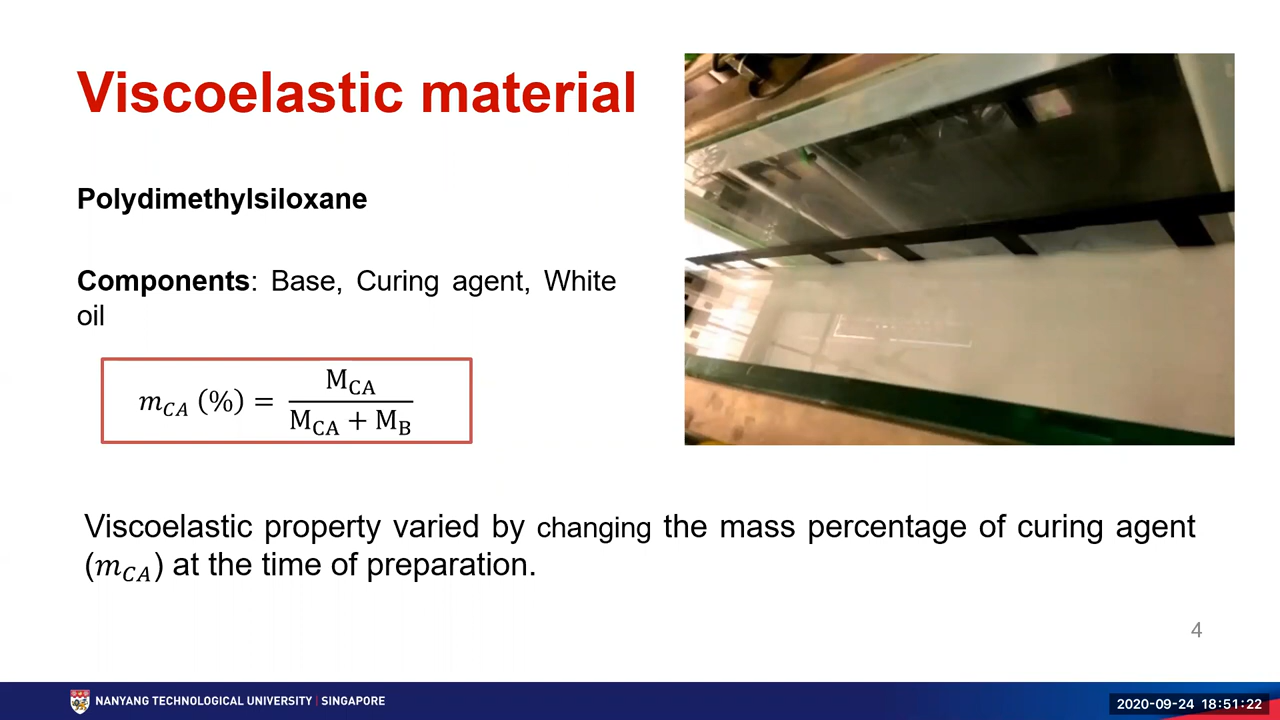 Viscoelastic material
Polydimethylsiloxane
Components: Base, Curing agent, White
oil
𝑚𝐶𝐴 (%) = M_CA / (M_CA + M_B)
Viscoelastic property varied by changing the mass percentage of curing agent
(𝑚𝐶𝐴) at the time of preparation.
4
NANYANG TECHNOLOGICAL UNIVERSITY | SINGAPORE
2020-09-24 18:51:22